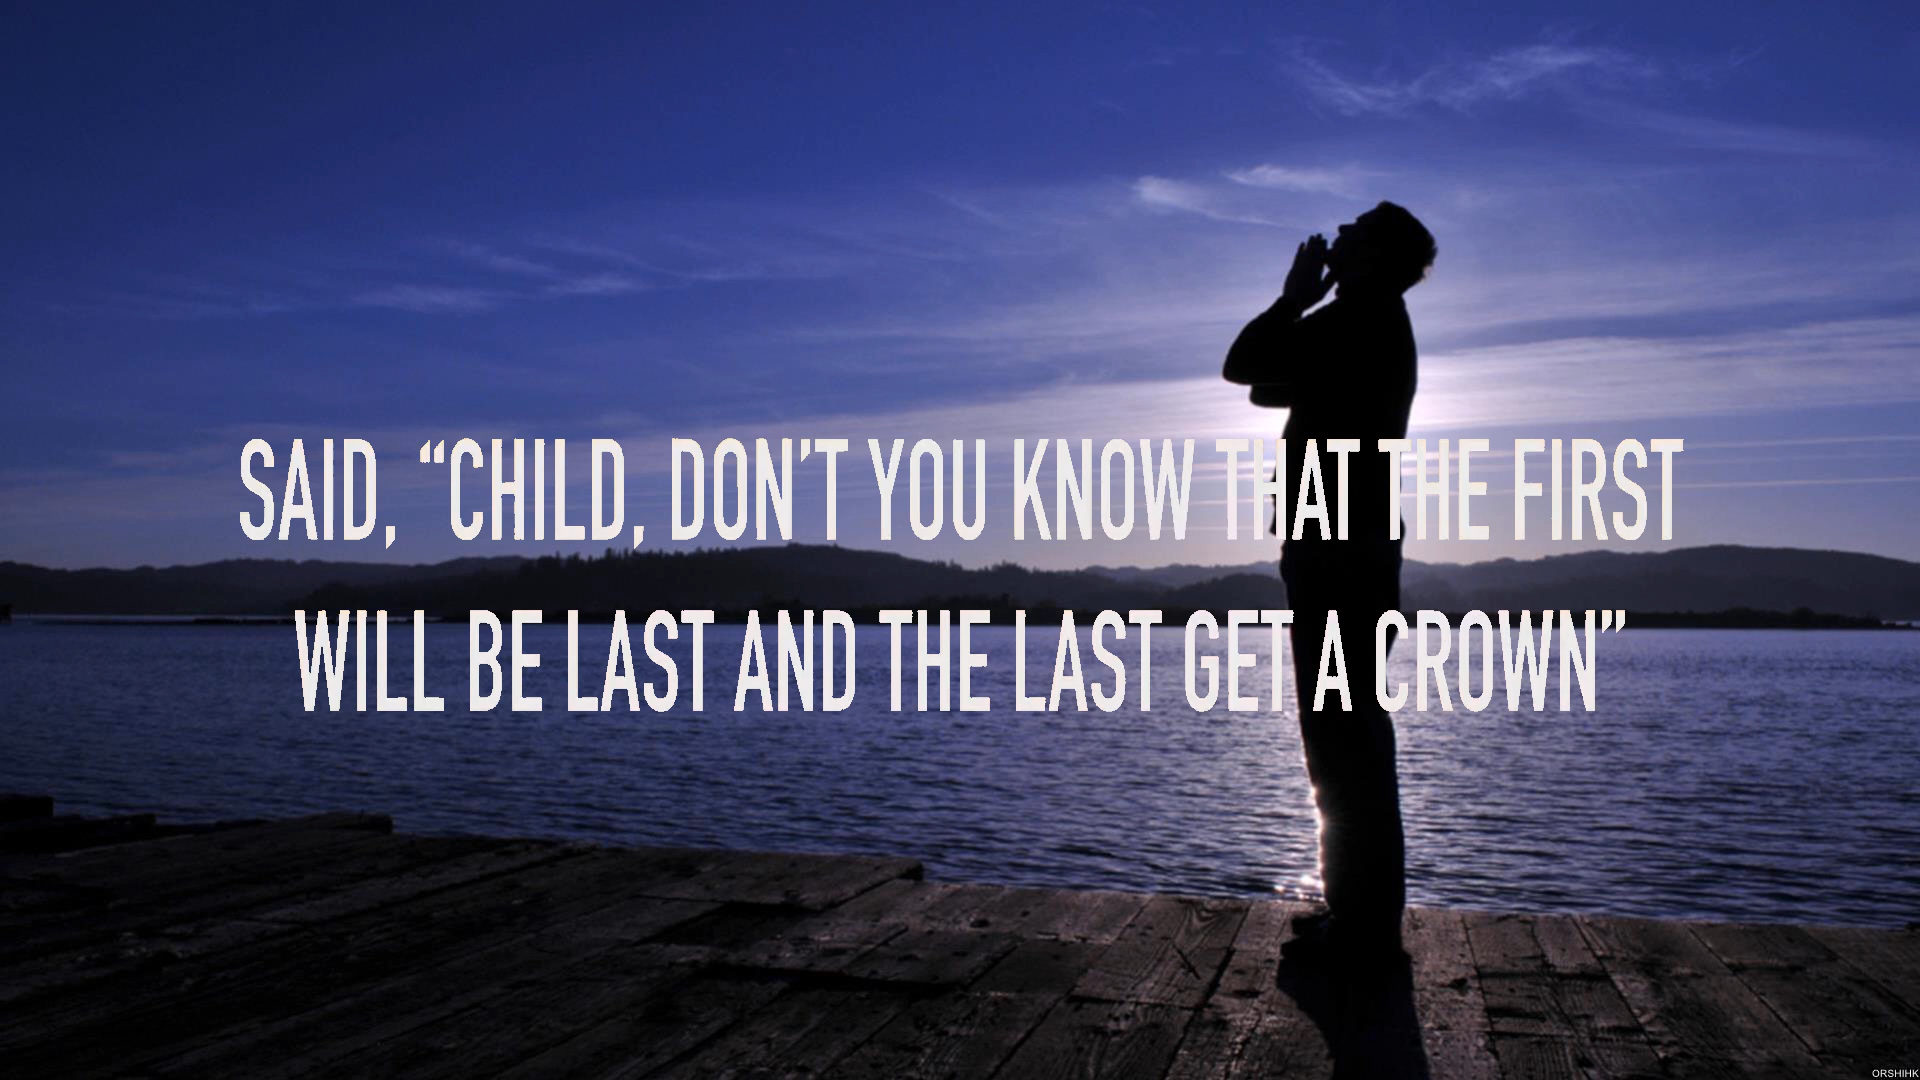 SAID, “CHILD, DON’T YOU KNOW THAT THE FIRST
WILL BE LAST AND THE LAST GET A CROWN”
ORSHIHK